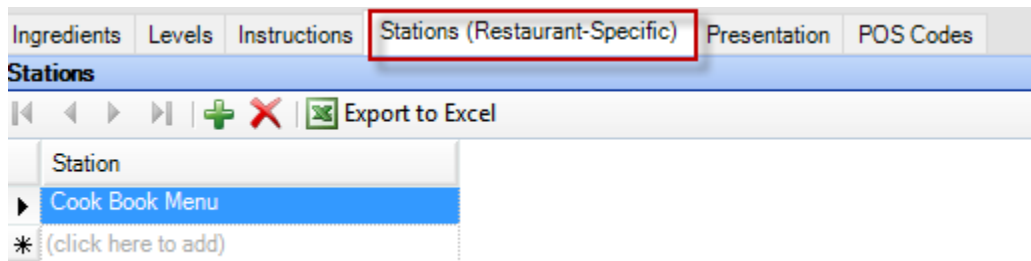 Ingredients Levels Instructions Stations (Restaurant-Specific) Presentation POS Codes
Stations
Export to Excel
Station
Cook Book Menu
(click here to add)